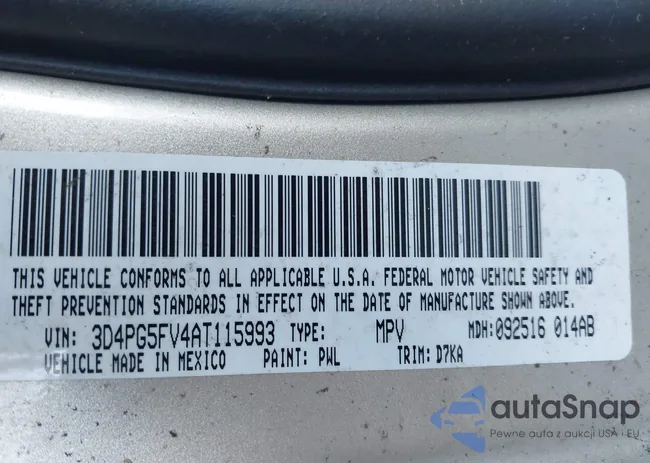 THIS VEHICLE CONFORMS TO ALL APPLICABLE U.S.A. FEDERAL MOTOR VEHICLE SAFETY AND
THEFT PREVENTION STANDARDS IN EFFECT ON THE DATE OF MANUFACTURE SHOWN ABOVE.
VIN: 3D4PG5FV4AT115993 TYPE: MPV MDH: 092516 014AB
VEHICLE MADE IN MEXICO PAINT: PWL TRIM: D7KA
autaSnap
Pewne auta z aukcji USA i EU